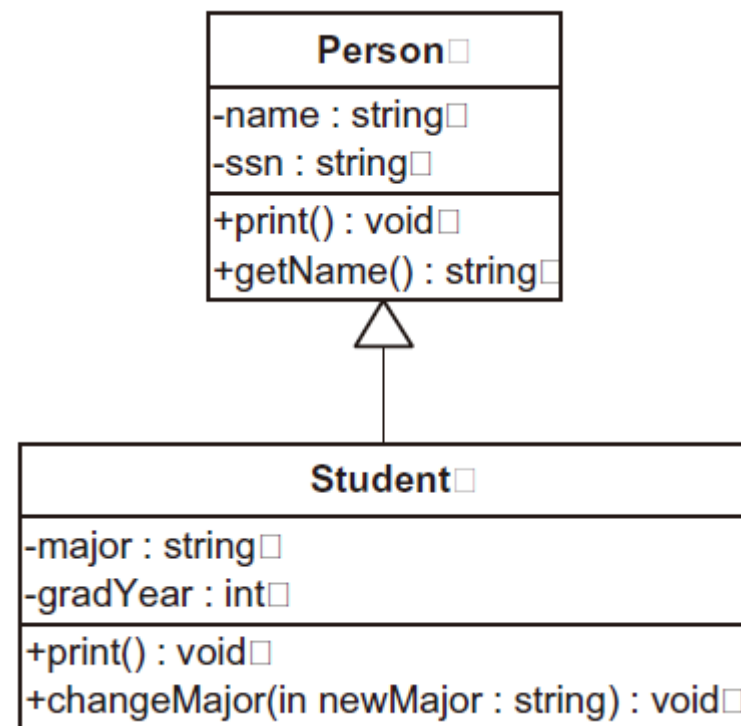 Person
-name : string
-ssn : string
+print() : void
+getName() : string
Student
-major : string
-gradYear : int
+print() : void
+changeMajor(in newMajor : string) : void